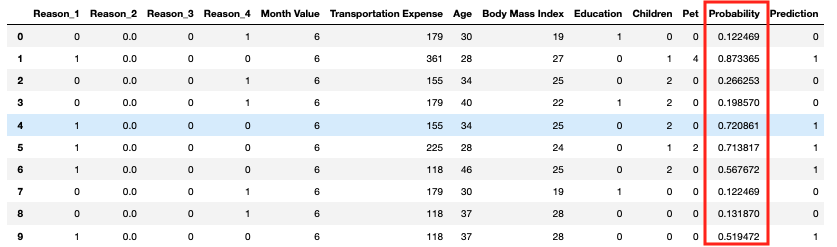 Reason_1 Reason_2 Reason_3 Reason_4 Month Value Transportation Expense Age Body Mass Index Education Children Pet Probability Prediction
0 0 0.0 0 1 6 179 30 19 1 0 0 0.122469 0
1 1 0.0 0 0 6 361 28 27 0 1 4 0.873365 1
2 0 0.0 0 1 6 155 34 25 0 2 0 0.266253 0
3 0 0.0 0 1 6 179 40 22 1 2 0 0.198570 0
4 1 0.0 0 0 6 155 34 25 0 2 0 0.720861 1
5 1 0.0 0 0 6 225 28 24 0 1 2 0.713817 1
6 1 0.0 0 0 6 118 46 25 0 2 0 0.567672 1
7 0 0.0 0 1 6 179 30 19 1 0 0 0.122469 0
8 0 0.0 0 1 6 118 37 28 0 0 0 0.131870 0
9 1 0.0 0 0 6 118 37 28 0 0 0 0.519472 1